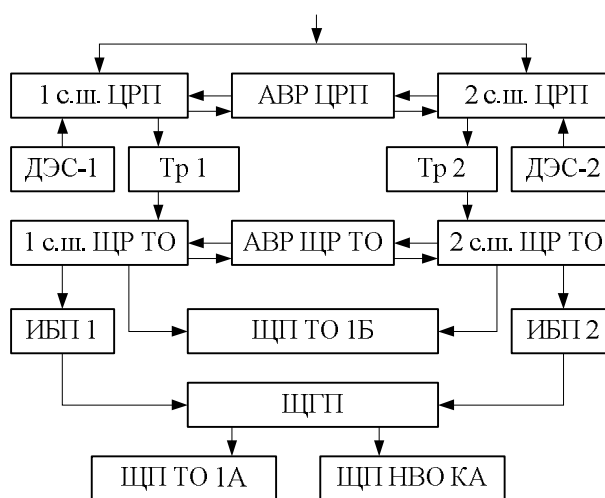 1 с.ш. ЦРП
АВР ЦРП
2 с.ш. ЦРП
ДЭС-1
Тр 1
Тр 2
ДЭС-2
1 с.ш. ЩР ТО
АВР ЩР ТО
2 с.ш. ЩР ТО
ИБП 1
ЩП ТО 1Б
ИБП 2
ЩГП
ЩП ТО 1А
ЩП НВО КА